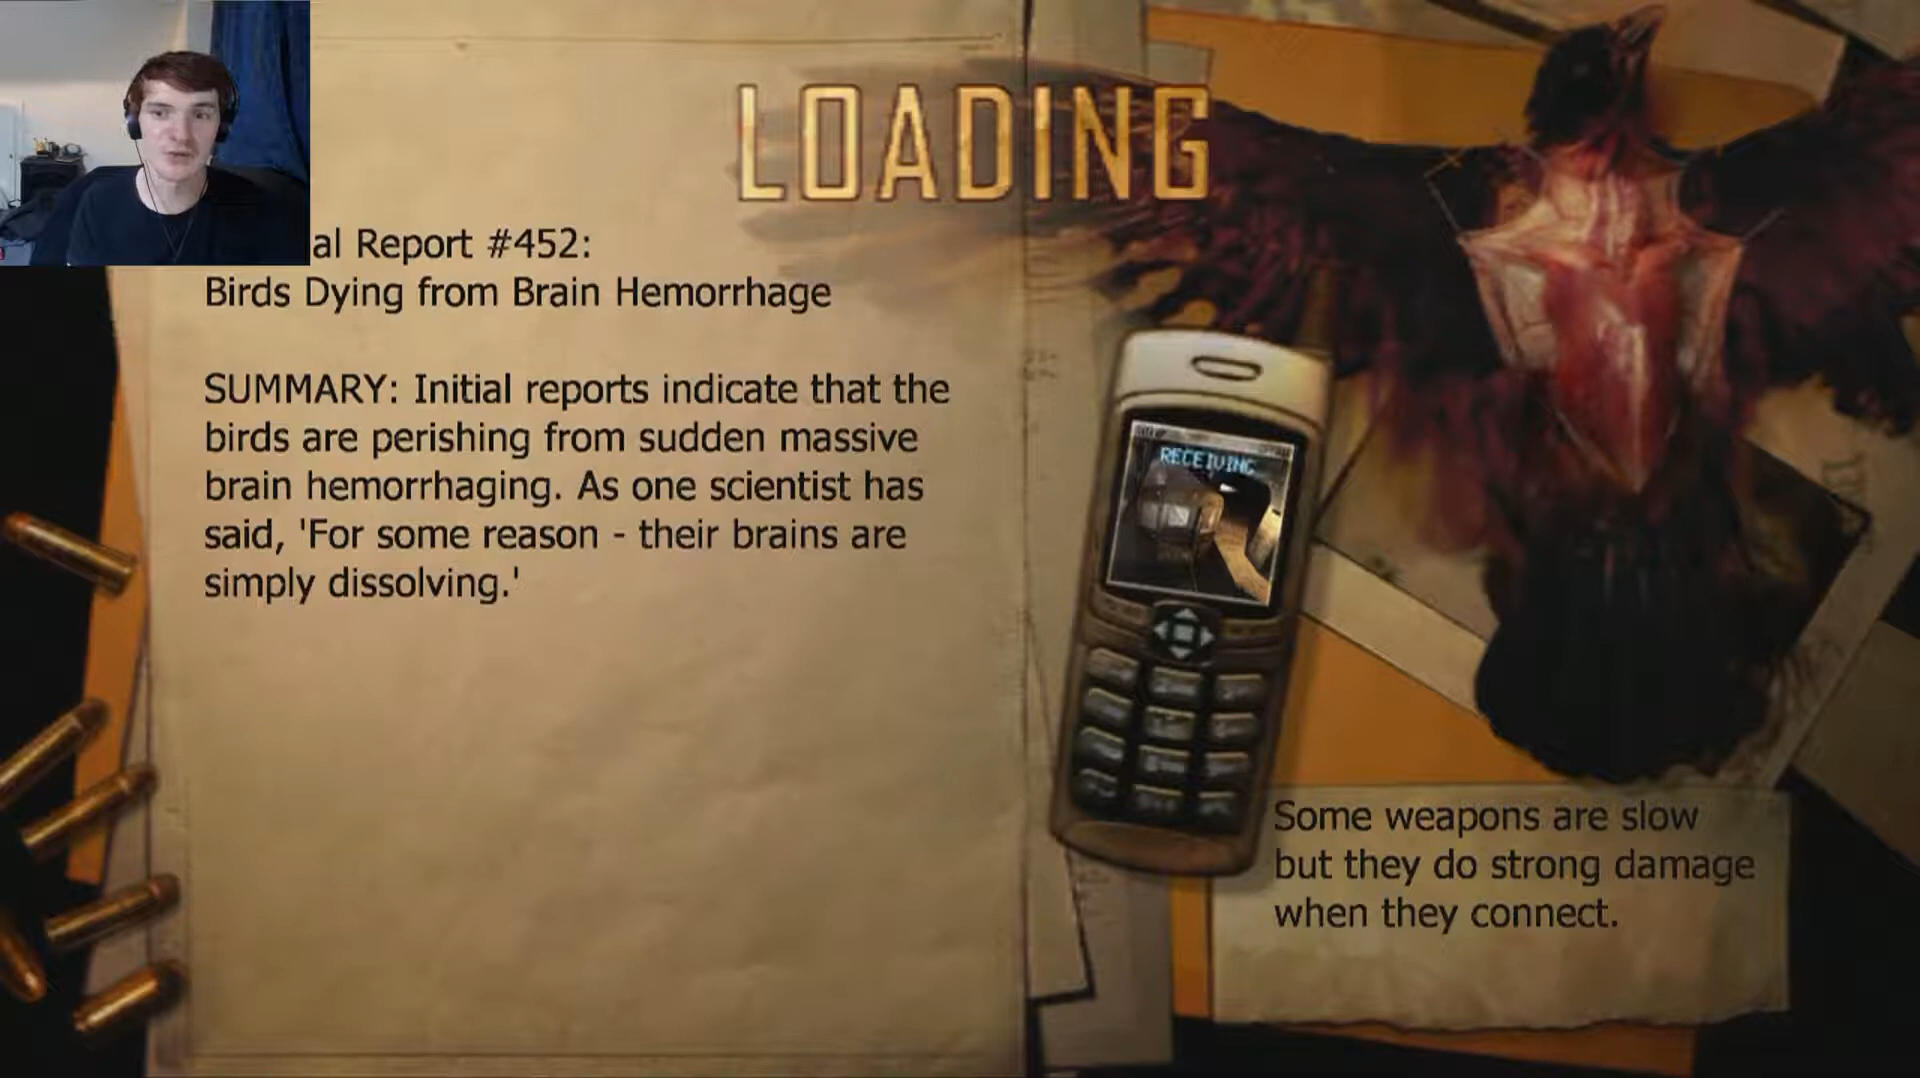 LOADING
al Report #452:
Birds Dying from Brain Hemorrhage
SUMMARY: Initial reports indicate that the
birds are perishing from sudden massive
brain hemorrhaging. As one scientist has
said, 'For some reason - their brains are
simply dissolving.'
RECEIVING
Some weapons are slow
but they do strong damage
when they connect.